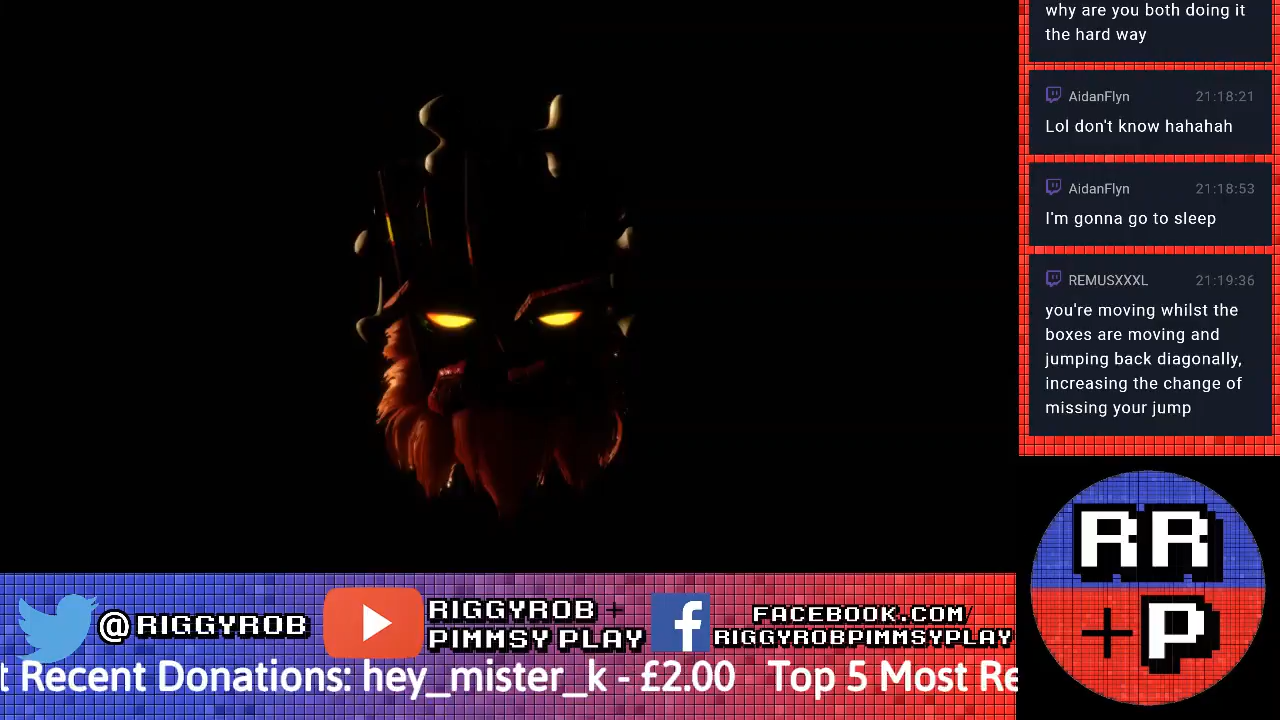 why are you both doing it
the hard way
AidanFlyn 21:18:21
Lol don't know hahahah
AidanFlyn 21:18:53
I'm gonna go to sleep
REMUSXXXL 21:19:36
you're moving whilst the
boxes are moving and
jumping back diagonally,
increasing the change of
missing your jump
RR
+P
@RIGGYROB
RIGGYROB +
PIMMSY PLAY
FACEBOOK.COM/
RIGGYROBPIMMSYPLAY
t Recent Donations: hey_mister_k - £2.00 Top 5 Most Re